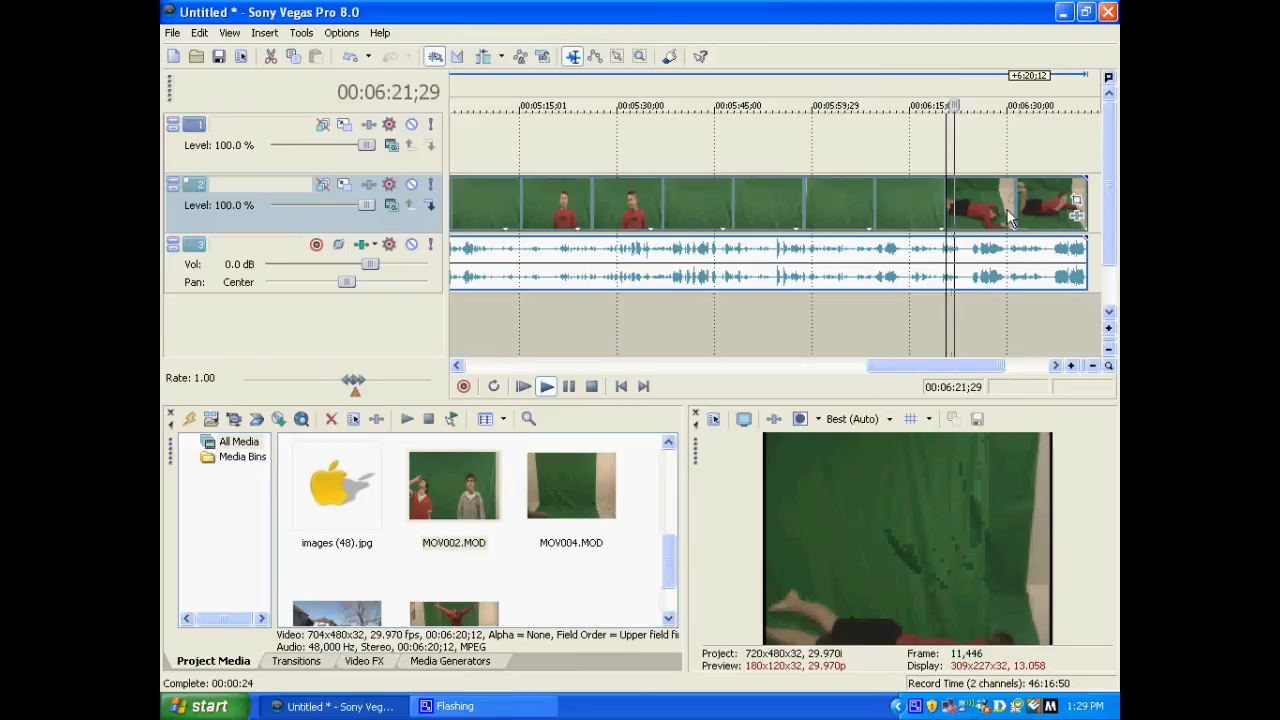 Untitled * - Sony Vegas Pro 8.0
File Edit View Insert Tools Options Help
+6:20;12
00:06:21;29
00:05:15;01 00:05:30;00 00:05:45;00 00:05:59;29 00:06:15; 00:06:30;00
1
Level: 100.0 %
2
Level: 100.0 %
3
Vol: 0.0 dB
Pan: Center
Rate: 1.00
00:06:21;29
All Media
Media Bins
Best (Auto)
images (48).jpg MOV002.MOD MOV004.MOD
Video: 704x480x32, 29.970 fps, 00:06:20;12, Alpha = None, Field Order = Upper field fi
Audio: 48,000 Hz, Stereo, 00:06:20;12, MPEG
Project Media Transitions Video FX Media Generators
Project: 720x480x32, 29.970i Frame: 11,446
Preview: 180x120x32, 29.970p Display: 309x227x32, 13.058
Complete: 00:00:24 Record Time (2 channels): 46:16:50
start Untitled * - Sony Veg... Flashing 1:29 PM